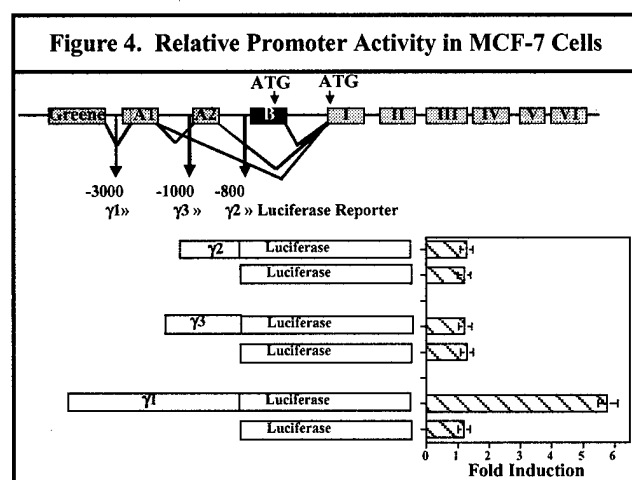 Figure 4. Relative Promoter Activity in MCF-7 Cells
ATG ATG
Greene A1 A2 B I II III IV V VI
-3000 -1000 -800
γ1» γ3» γ2 » Luciferase Reporter
γ2 Luciferase
Luciferase
γ3 Luciferase
Luciferase
γ1 Luciferase
Luciferase
0 1 2 3 4 5 6
Fold Induction